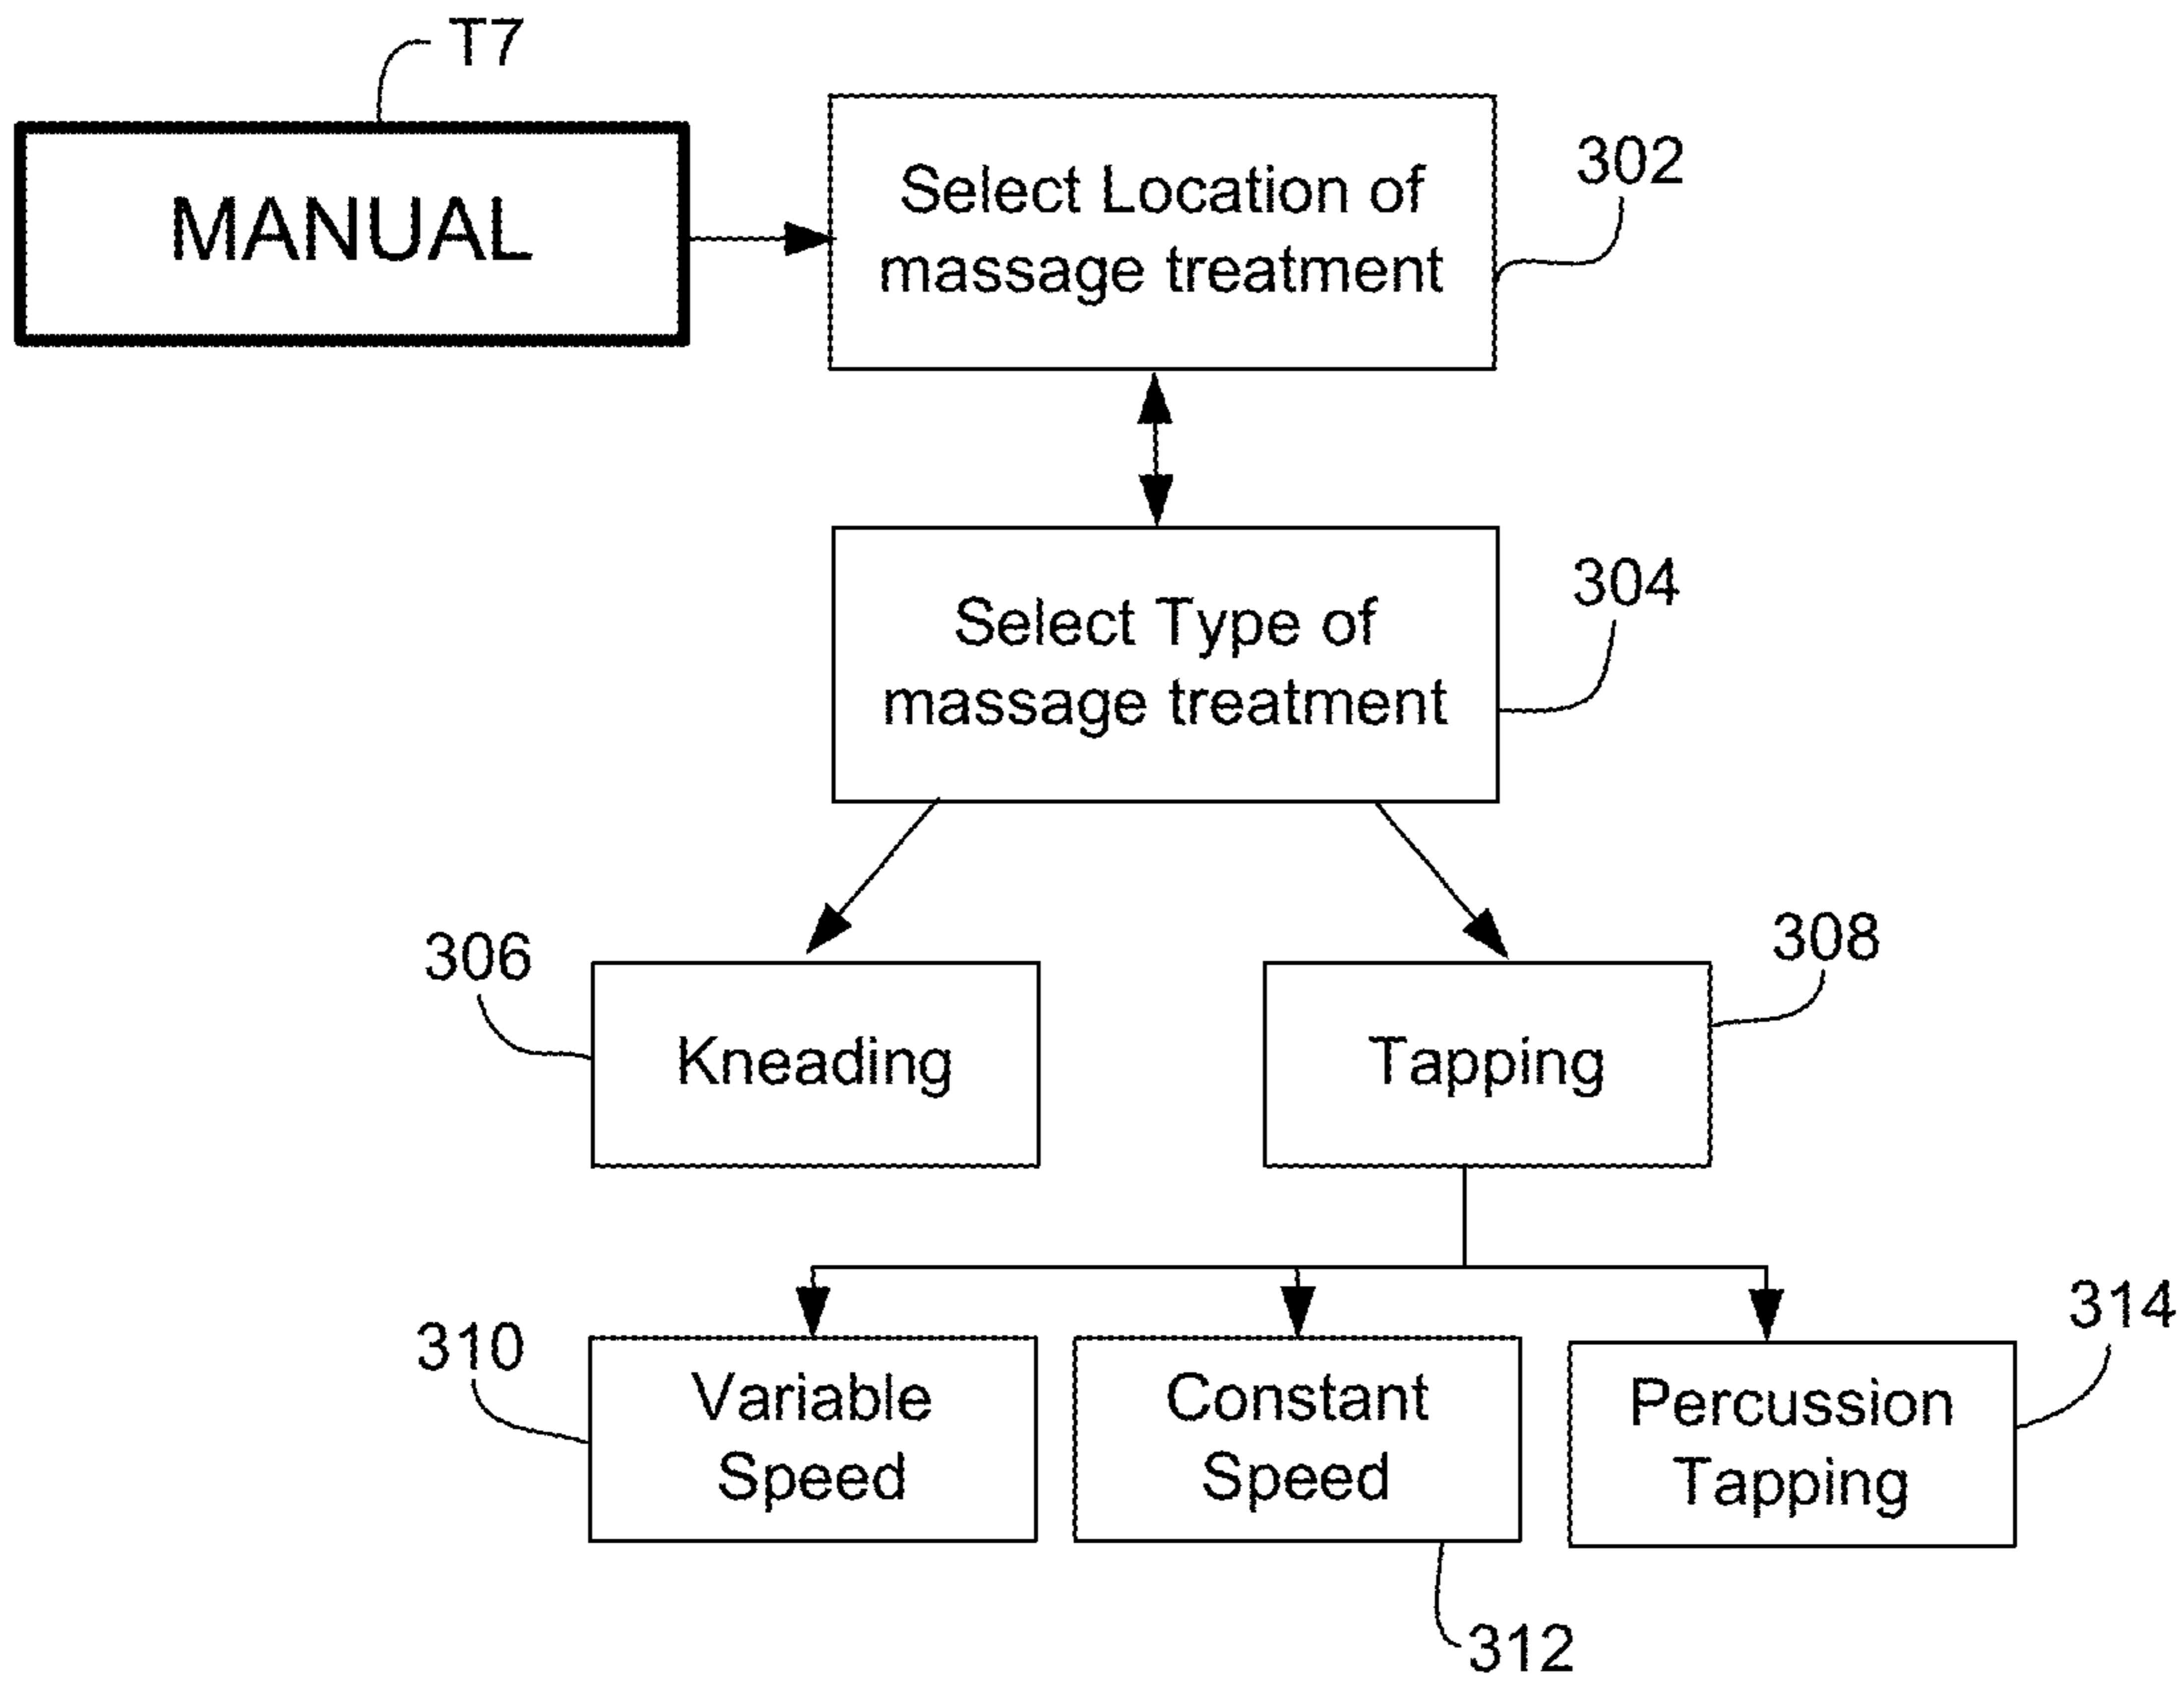 T7
MANUAL
Select Location of
massage treatment
302
Select Type of
massage treatment
304
306
Kneading
308
Tapping
310
Variable
Speed
Constant
Speed
312
Percussion
Tapping
314